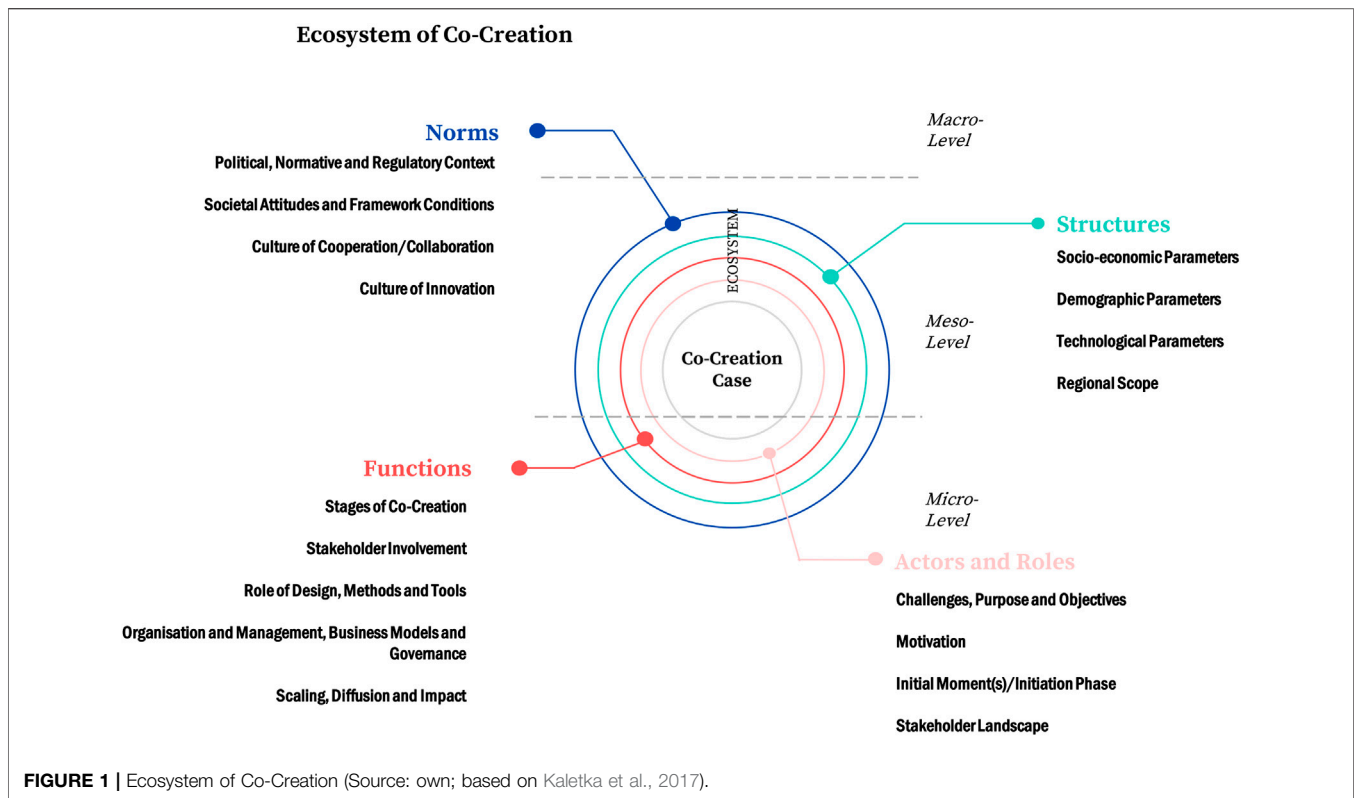 Ecosystem of Co-Creation
Norms
Political, Normative and Regulatory Context
Societal Attitudes and Framework Conditions
Culture of Cooperation/Collaboration
Culture of Innovation
Macro-
Level
Structures
Socio-economic Parameters
Demographic Parameters
Technological Parameters
Regional Scope
ECOSYSTEM
Co-Creation
Case
Meso-
Level
Functions
Stages of Co-Creation
Stakeholder Involvement
Role of Design, Methods and Tools
Organisation and Management, Business Models and
Governance
Scaling, Diffusion and Impact
Micro-
Level
Actors and Roles
Challenges, Purpose and Objectives
Motivation
Initial Moment(s)/Initiation Phase
Stakeholder Landscape
FIGURE 1 | Ecosystem of Co-Creation (Source: own; based on Kaletka et al., 2017).